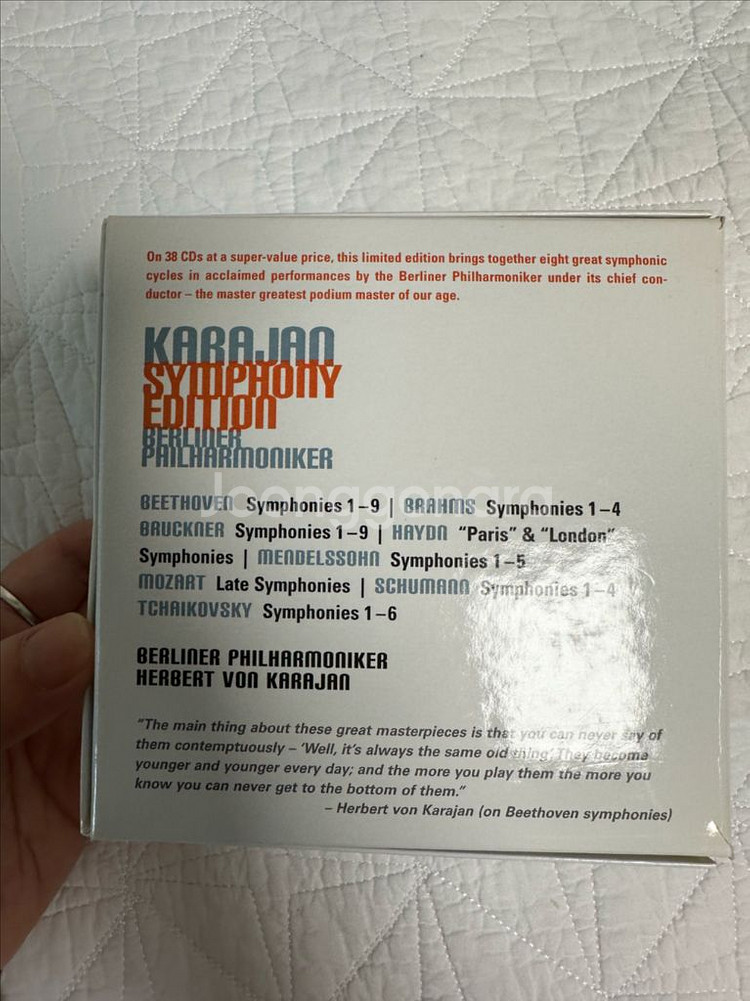 On 38 CDs at a super-value price, this limited edition brings together eight great symphonic
cycles in acclaimed performances by the Berliner Philharmoniker under its chief con-
ductor – the master greatest podium master of our age.
KARAJAN
SYMPHONY
EDITION
BERLINER
PHILHARMONIKER
Joonggonara
BEETHOVEN Symphonies 1–9 | BRAHMS Symphonies 1–4
BRUCKNER Symphonies 1–9 | HAYDN “Paris” & “London”
Symphonies | MENDELSSOHN Symphonies 1–5
MOZART Late Symphonies | SCHUMANN Symphonies 1–4
TCHAIKOVSKY Symphonies 1–6
BERLINER PHILHARMONIKER
HERBERT VON KARAJAN
“The main thing about these great masterpieces is that you can never say of
them contemptuously – ‘Well, it’s always the same old thing’ They become
younger and younger every day; and the more you play them the more you
know you can never get to the bottom of them.”
– Herbert von Karajan (on Beethoven symphonies)